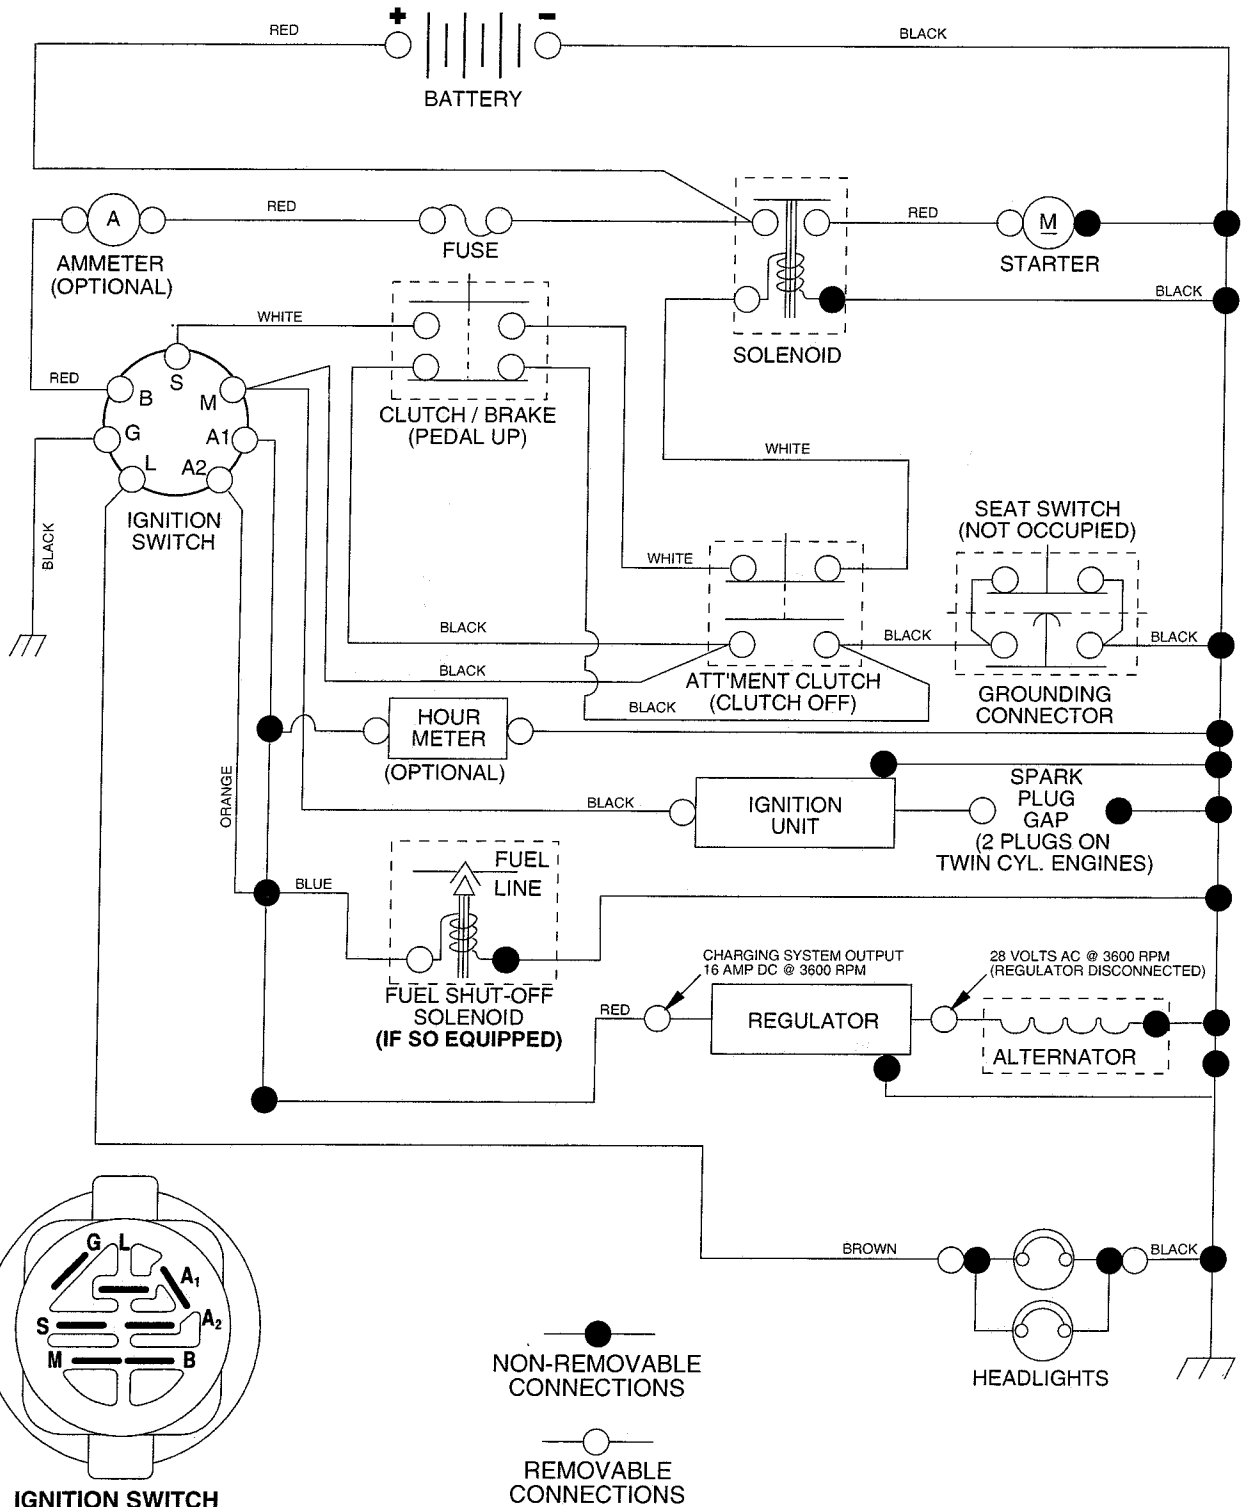 + -
RED
BLACK
BATTERY
A
RED
FUSE
RED
M
AMMETER
(OPTIONAL)
STARTER
BLACK
WHITE
SOLENOID
RED
S
B
M
G
A1
L
A2
CLUTCH / BRAKE
(PEDAL UP)
WHITE
IGNITION
SWITCH
BLACK
SEAT SWITCH
(NOT OCCUPIED)
WHITE
BLACK
BLACK
BLACK
BLACK
ATT'MENT CLUTCH
(CLUTCH OFF)
GROUNDING
CONNECTOR
BLACK
HOUR
METER
(OPTIONAL)
ORANGE
BLACK
IGNITION
UNIT
SPARK
PLUG
GAP
(2 PLUGS ON
TWIN CYL. ENGINES)
FUEL
LINE
BLUE
CHARGING SYSTEM OUTPUT
16 AMP DC @ 3600 RPM
28 VOLTS AC @ 3600 RPM
(REGULATOR DISCONNECTED)
FUEL SHUT-OFF
SOLENOID
(IF SO EQUIPPED)
RED
REGULATOR
ALTERNATOR
BROWN
BLACK
HEADLIGHTS
G L
A1
S
A2
M
B
IGNITION SWITCH
NON-REMOVABLE
CONNECTIONS
REMOVABLE
CONNECTIONS